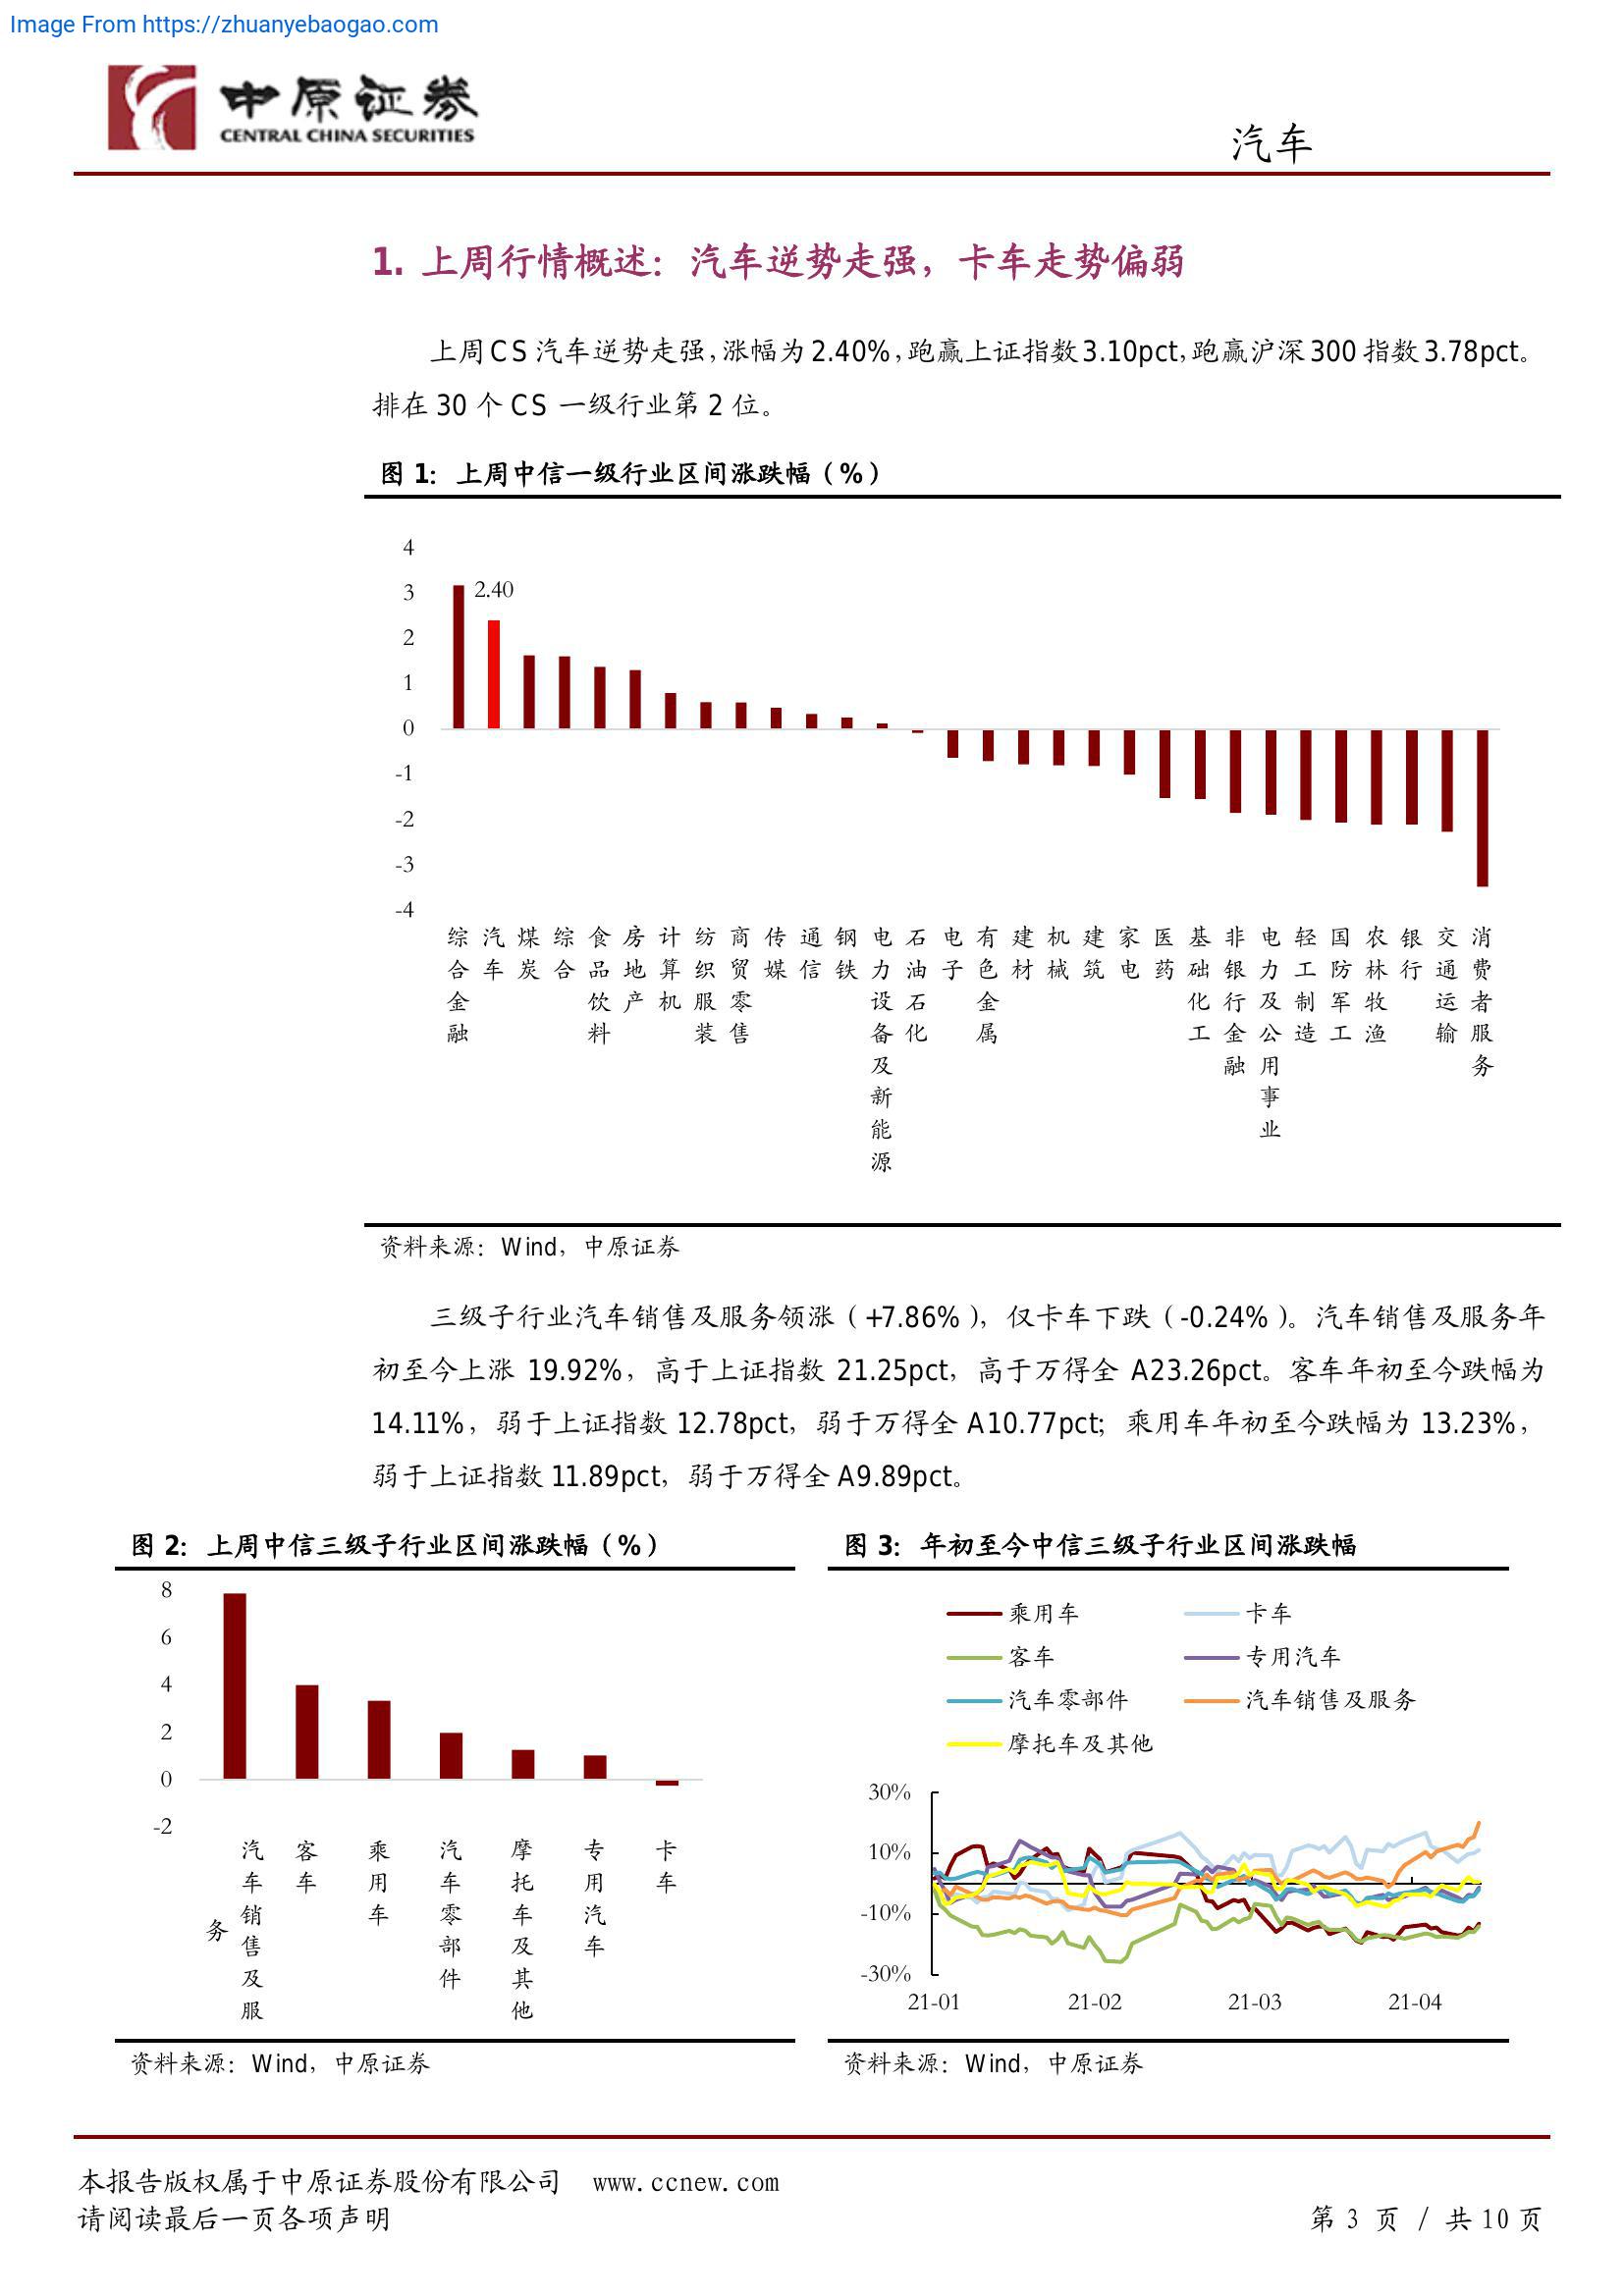 Image From https://zhuanyebaogao.com
中原证券
CENTRAL CHINA SECURITIES
汽车
1. 上周行情概述：汽车逆势走强，卡车走势偏弱
上周CS 汽车逆势走强，涨幅为2.40%，跑赢上证指数3.10pct，跑赢沪深300 指数3.78pct。
排在 30 个 CS 一级行业第 2 位。
图 1：上周中信一级行业区间涨跌幅（%）
4
3
2
1
0
-1
-2
-3
-4
2.40
综合金融
汽车
煤炭
综合
食品饮料
房地产
计算机
纺织服装
商贸零售
传媒
通信
钢铁
电力设备及新能源
石油石化
电子
有色金属
建材
机械
建筑
家电
医药
基础化工
非银行金融
电力及公用事业
轻工制造
国防军工
农林牧渔
银行
交通运输
消费者服务
资料来源：Wind，中原证券
三级子行业汽车销售及服务领涨（+7.86%），仅卡车下跌（-0.24%）。汽车销售及服务年
初至今上涨 19.92%，高于上证指数 21.25pct，高于万得全 A23.26pct。客车年初至今跌幅为
14.11%，弱于上证指数 12.78pct，弱于万得全 A10.77pct；乘用车年初至今跌幅为 13.23%，
弱于上证指数 11.89pct，弱于万得全 A9.89pct。
图 2：上周中信三级子行业区间涨跌幅（%）
8
6
4
2
0
-2
汽车销售及服务
客车
乘用车
汽车零部件
摩托车及其他
专用汽车
卡车
资料来源：Wind，中原证券
图 3：年初至今中信三级子行业区间涨跌幅
乘用车
卡车
客车
专用汽车
汽车零部件
汽车销售及服务
摩托车及其他
30%
10%
-10%
-30%
21-01
21-02
21-03
21-04
资料来源：Wind，中原证券
本报告版权属于中原证券股份有限公司 www.ccnew.com
请阅读最后一页各项声明
第 3 页 / 共 10 页